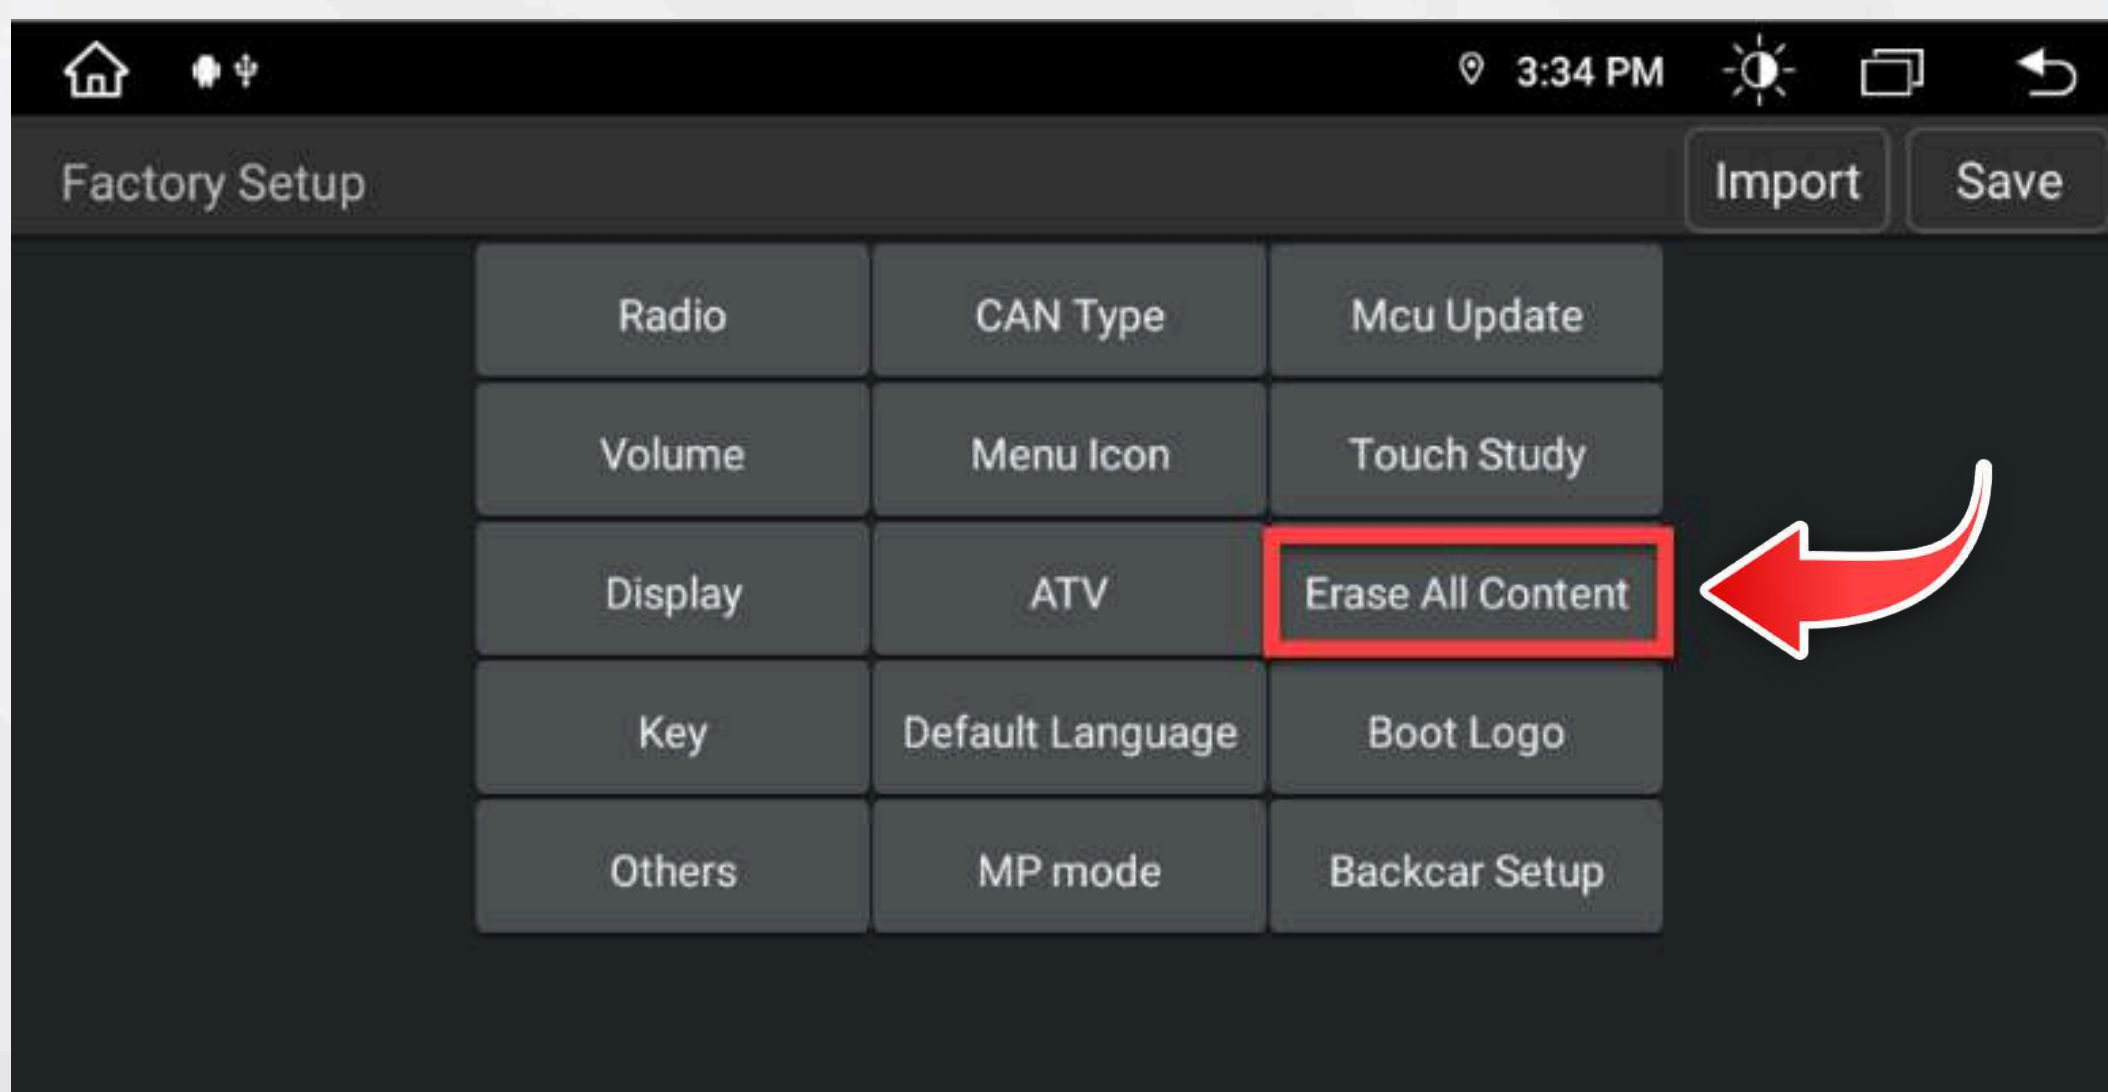 3:34 PM
Factory Setup
Import
Save
Radio
CAN Type
Mcu Update
Volume
Menu Icon
Touch Study
Display
ATV
Erase All Content
Key
Default Language
Boot Logo
Others
MP mode
Backcar Setup